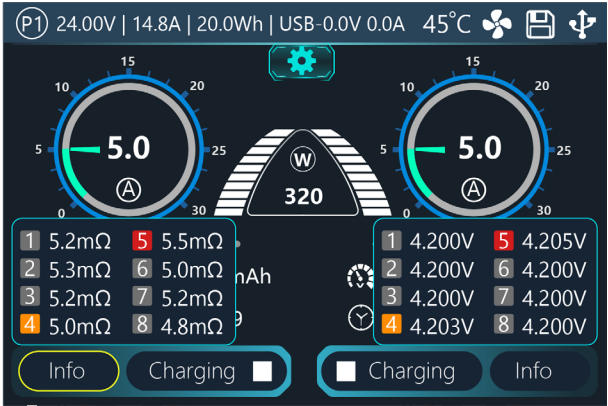 P1 24.00V | 14.8A | 20.0Wh | USB-0.0V 0.0A 45°C
15
10 20
5 25
0 30
5.0
A
W
320
15
10 20
5 25
30
5.0
A
1 5.2mΩ 5 5.5mΩ
2 5.3mΩ 6 5.0mΩ
3 5.2mΩ 7 5.2mΩ
4 5.0mΩ 8 4.8mΩ
mAh
9
1 4.200V 5 4.205V
2 4.200V 6 4.200V
3 4.200V 7 4.200V
4 4.203V 8 4.200V
Info Charging
Charging Info